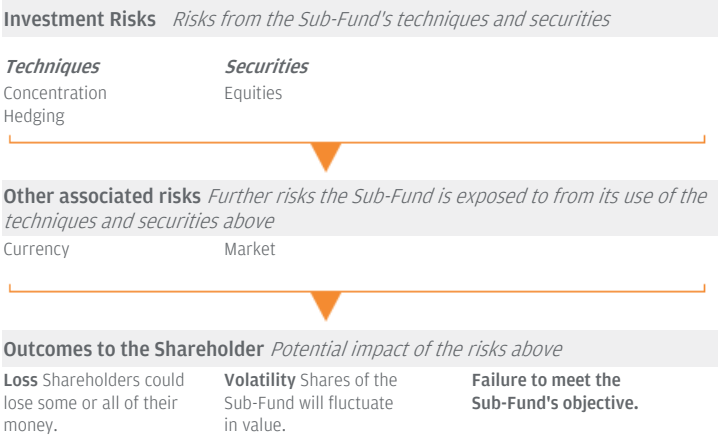 Investment Risks Risks from the Sub-Fund's techniques and securities
Techniques Securities
Concentration Equities
Hedging
Other associated risks Further risks the Sub-Fund is exposed to from its use of the
techniques and securities above
Currency Market
Outcomes to the Shareholder Potential impact of the risks above
Loss Shareholders could
lose some or all of their
money.
Volatility Shares of the
Sub-Fund will fluctuate
in value.
Failure to meet the
Sub-Fund's objective.